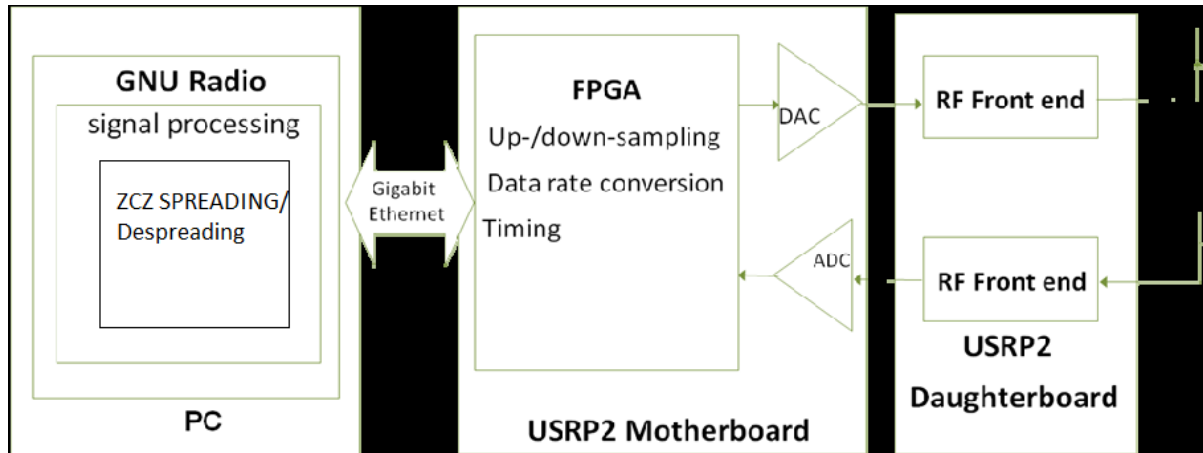 GNU Radio
signal processing
ZCZ SPREADING/
Despreading
PC
Gigabit
Ethernet
FPGA
Up-/down-sampling
Data rate conversion
Timing
DAC
ADC
USRP2 Motherboard
RF Front end
RF Front end
USRP2
Daughterboard